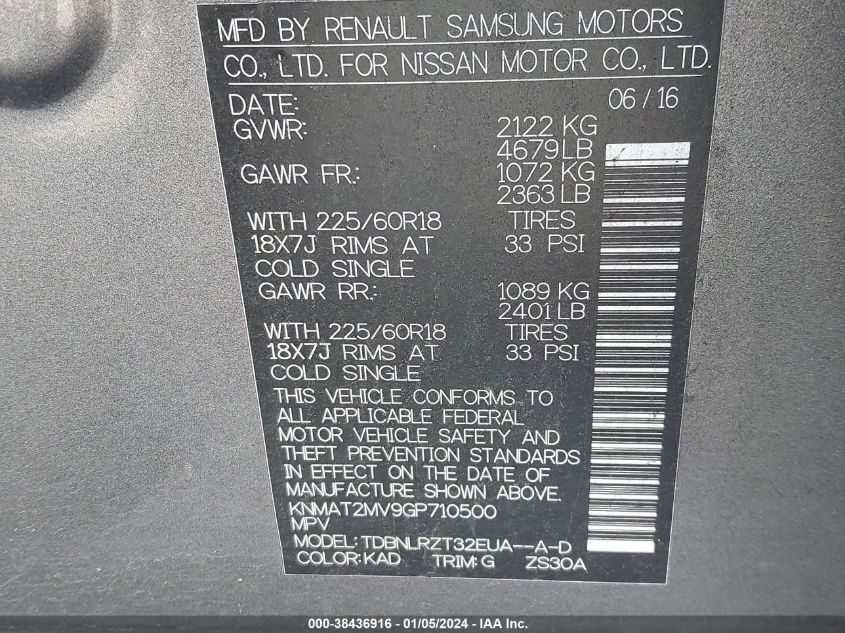 MFD BY RENAULT SAMSUNG MOTORS
CO., LTD. FOR NISSAN MOTOR CO., LTD.
DATE: 06 / 16
GVWR: 2122 KG
4679 LB
GAWR FR.: 1072 KG
2363 LB
WITH 225/60R18 TIRES
18X7J RIMS AT 33 PSI
COLD SINGLE
GAWR RR.: 1089 KG
2401 LB
WITH 225/60R18 TIRES
18X7J RIMS AT 33 PSI
COLD SINGLE
THIS VEHICLE CONFORMS TO
ALL APPLICABLE FEDERAL
MOTOR VEHICLE SAFETY AND
THEFT PREVENTION STANDARDS
IN EFFECT ON THE DATE OF
MANUFACTURE SHOWN ABOVE.
KNMAT2MV9GP710500
MPV
MODEL: TDBNLRZT32EUA--A-D
COLOR: KAD TRIM: G ZS30A
000-38436916 - 01/05/2024 - IAA Inc.